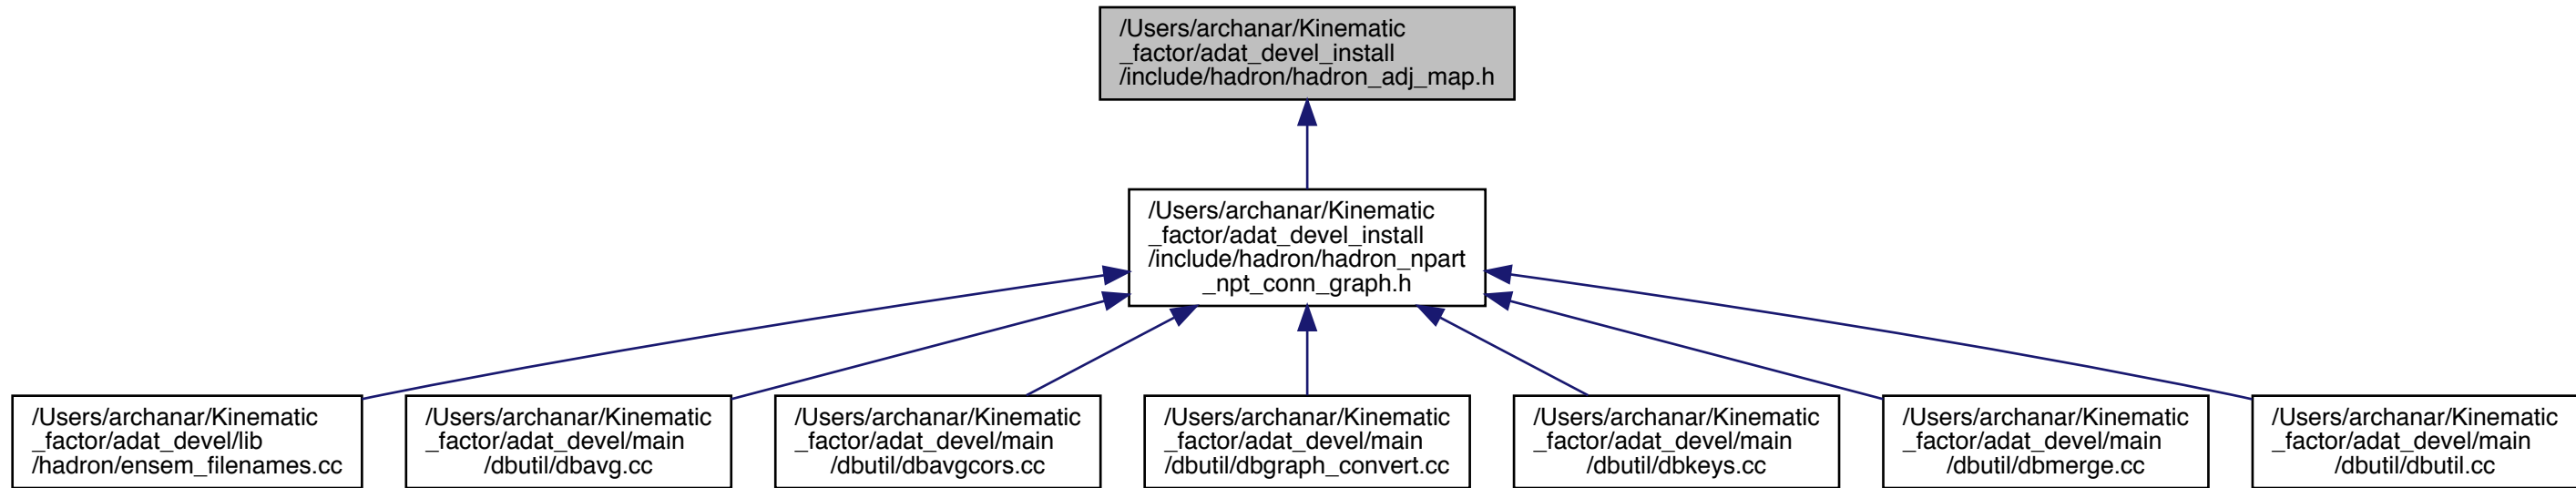 /Users/archanar/Kinematic
_factor/adat_devel_install
/include/hadron/hadron_adj_map.h
/Users/archanar/Kinematic
_factor/adat_devel_install
/include/hadron/hadron_npart
_npt_conn_graph.h
/Users/archanar/Kinematic
_factor/adat_devel/lib
/hadron/ensem_filenames.cc
/Users/archanar/Kinematic
_factor/adat_devel/main
/dbutil/dbavg.cc
/Users/archanar/Kinematic
_factor/adat_devel/main
/dbutil/dbavgcors.cc
/Users/archanar/Kinematic
_factor/adat_devel/main
/dbutil/dbgraph_convert.cc
/Users/archanar/Kinematic
_factor/adat_devel/main
/dbutil/dbkeys.cc
/Users/archanar/Kinematic
_factor/adat_devel/main
/dbutil/dbmerge.cc
/Users/archanar/Kinematic
_factor/adat_devel/main
/dbutil/dbutil.cc